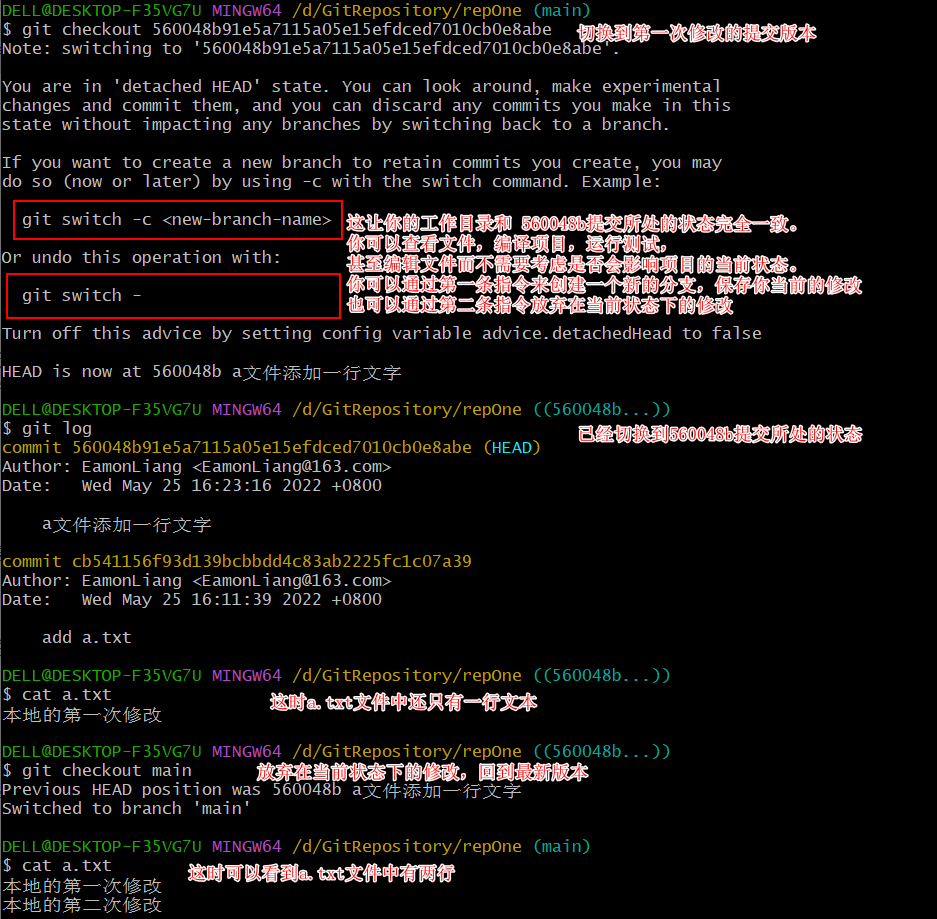 DELL@DESKTOP-F35VG7U MINGW64 /d/GitRepository/repOne (main)
$ git checkout 560048b91e5a7115a05e15efdced7010cb0e8abe 切换到第一次修改的提交版本
Note: switching to '560048b91e5a7115a05e15efdced7010cb0e8abe'.
You are in 'detached HEAD' state. You can look around, make experimental
changes and commit them, and you can discard any commits you make in this
state without impacting any branches by switching back to a branch.
If you want to create a new branch to retain commits you create, you may
do so (now or later) by using -c with the switch command. Example:
git switch -c <new-branch-name>
Or undo this operation with:
git switch -
这让你的工作目录和 560048b提交所处的状态完全一致。
你可以查看文件，编译项目，运行测试，
甚至编辑文件而不需要考虑是否会影响项目的当前状态。
你可以通过第一条指令来创建一个新的分支，保存你当前的修改
也可以通过第二条指令放弃在当前状态下的修改
Turn off this advice by setting config variable advice.detachedHead to false
HEAD is now at 560048b a文件添加一行文字
DELL@DESKTOP-F35VG7U MINGW64 /d/GitRepository/repOne ((560048b...))
$ git log 已经切换到560048b提交所处的状态
commit 560048b91e5a7115a05e15efdced7010cb0e8abe (HEAD)
Author: EamonLiang <EamonLiang@163.com>
Date:   Wed May 25 16:23:16 2022 +0800
a文件添加一行文字
commit cb541156f93d139bcbbdd4c83ab2225fc1c07a39
Author: EamonLiang <EamonLiang@163.com>
Date:   Wed May 25 16:11:39 2022 +0800
add a.txt
DELL@DESKTOP-F35VG7U MINGW64 /d/GitRepository/repOne ((560048b...))
$ cat a.txt 这时a.txt文件中还只有一行文本
本地的第一次修改
DELL@DESKTOP-F35VG7U MINGW64 /d/GitRepository/repOne ((560048b...))
$ git checkout main 放弃在当前状态下的修改，回到最新版本
Previous HEAD position was 560048b a文件添加一行文字
Switched to branch 'main'
DELL@DESKTOP-F35VG7U MINGW64 /d/GitRepository/repOne (main)
$ cat a.txt 这时可以看到a.txt文件中有两行
本地的第一次修改
本地的第二次修改